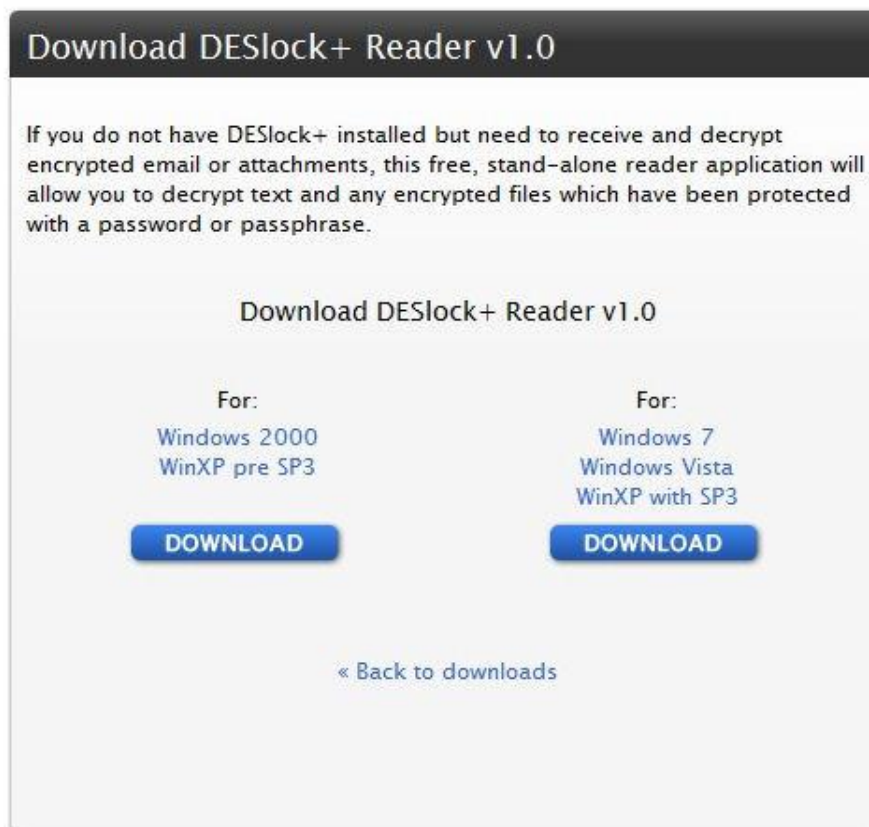 Download DESlock+ Reader v1.0
If you do not have DESlock+ installed but need to receive and decrypt
encrypted email or attachments, this free, stand-alone reader application will
allow you to decrypt text and any encrypted files which have been protected
with a password or passphrase.
Download DESlock+ Reader v1.0
For:
Windows 2000
WinXP pre SP3
DOWNLOAD
For:
Windows 7
Windows Vista
WinXP with SP3
DOWNLOAD
« Back to downloads